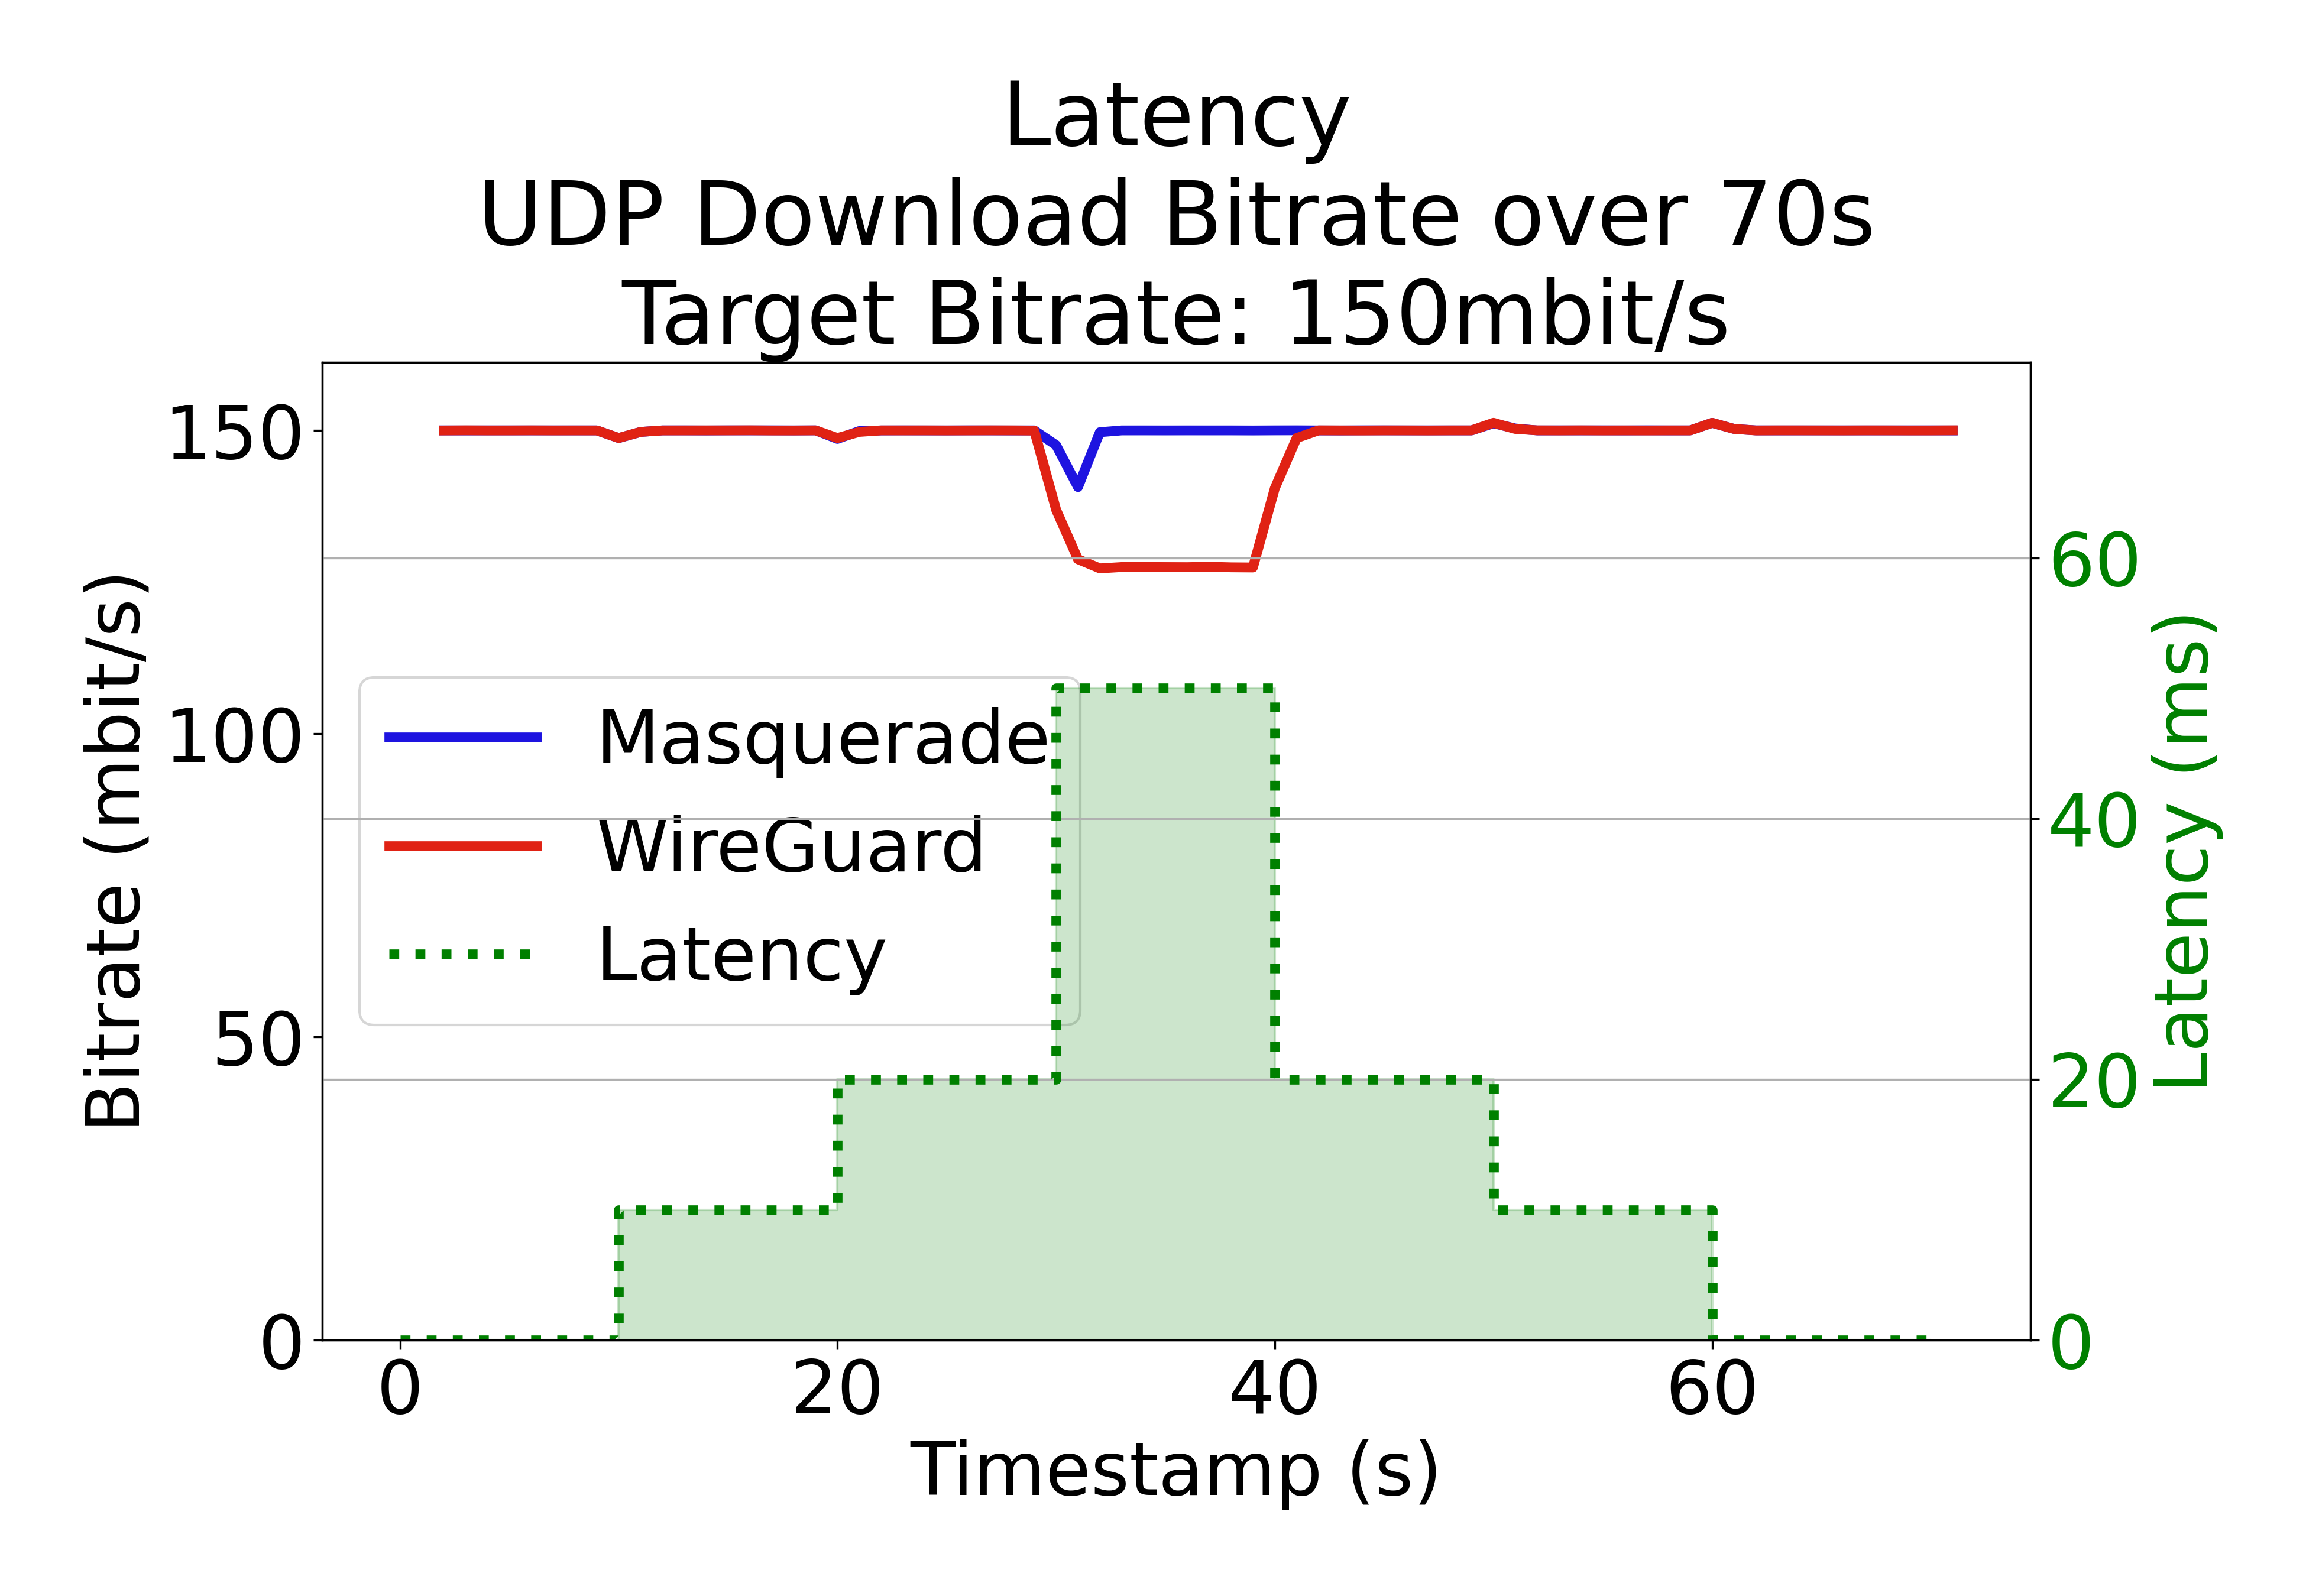 Latency
UDP Download Bitrate over 70s
Target Bitrate: 150mbit/s
150
100
50
0
Bitrate (mbit/s)
Masquerade
WireGuard
Latency
60
40
20
0
Latency (ms)
0 20 40 60
Timestamp (s)